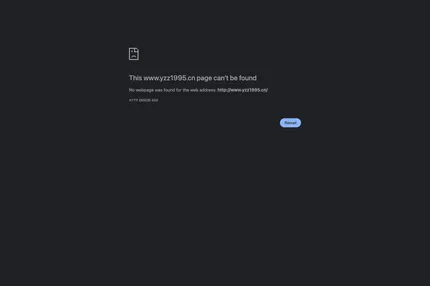 This www.yzz1995.cn page can't be found
No webpage was found for the web address: http://www.yzz1995.cn/
HTTP ERROR 404
Reload